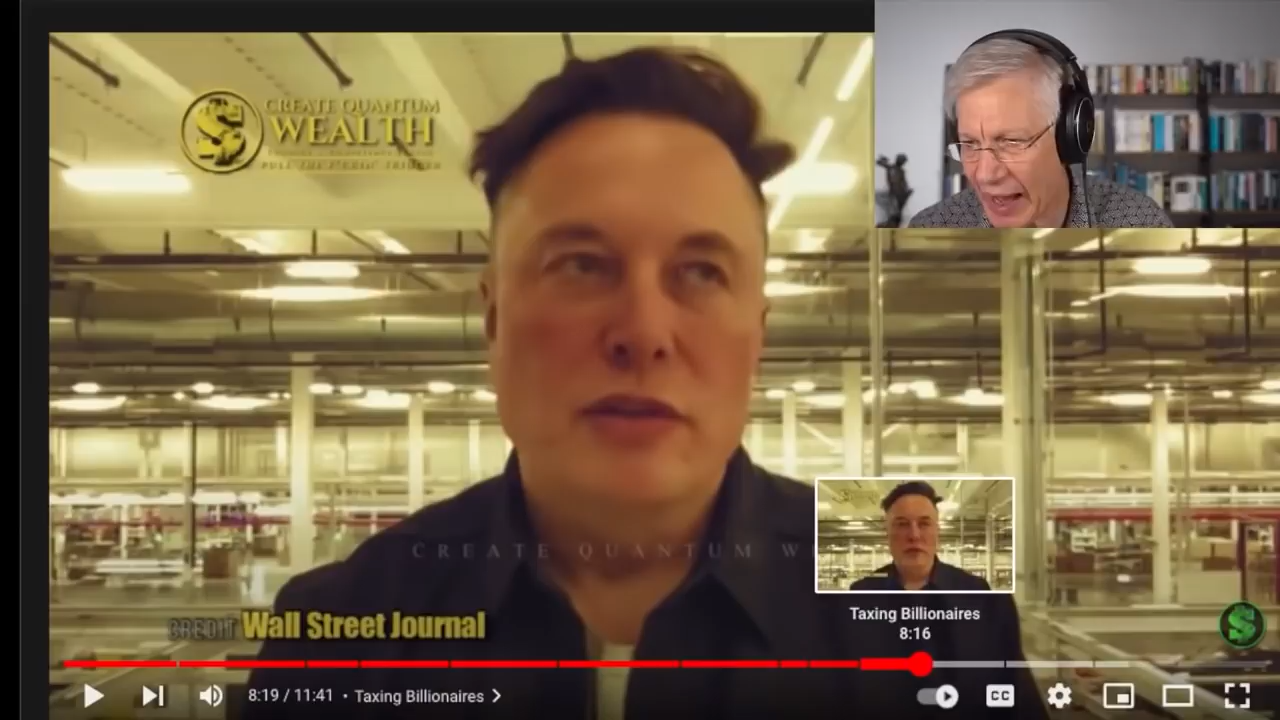 CREATE QUANTUM
WEALTH
CREATE QUANTUM W
CREDIT Wall Street Journal
Taxing Billionaires
8:16
8:19 / 11:41 • Taxing Billionaires
CC